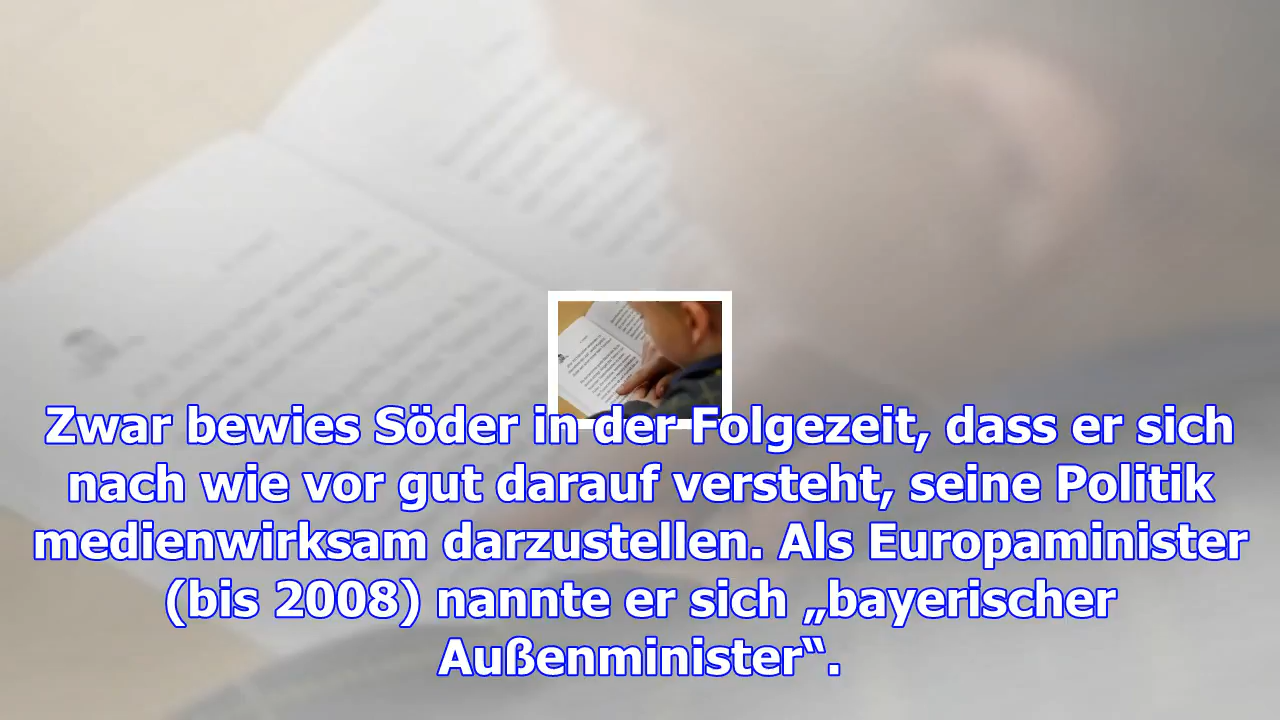 Zwar bewies Söder in der Folgezeit, dass er sich
nach wie vor gut darauf versteht, seine Politik
medienwirksam darzustellen. Als Europaminister
(bis 2008) nannte er sich „bayerischer
Außenminister“.